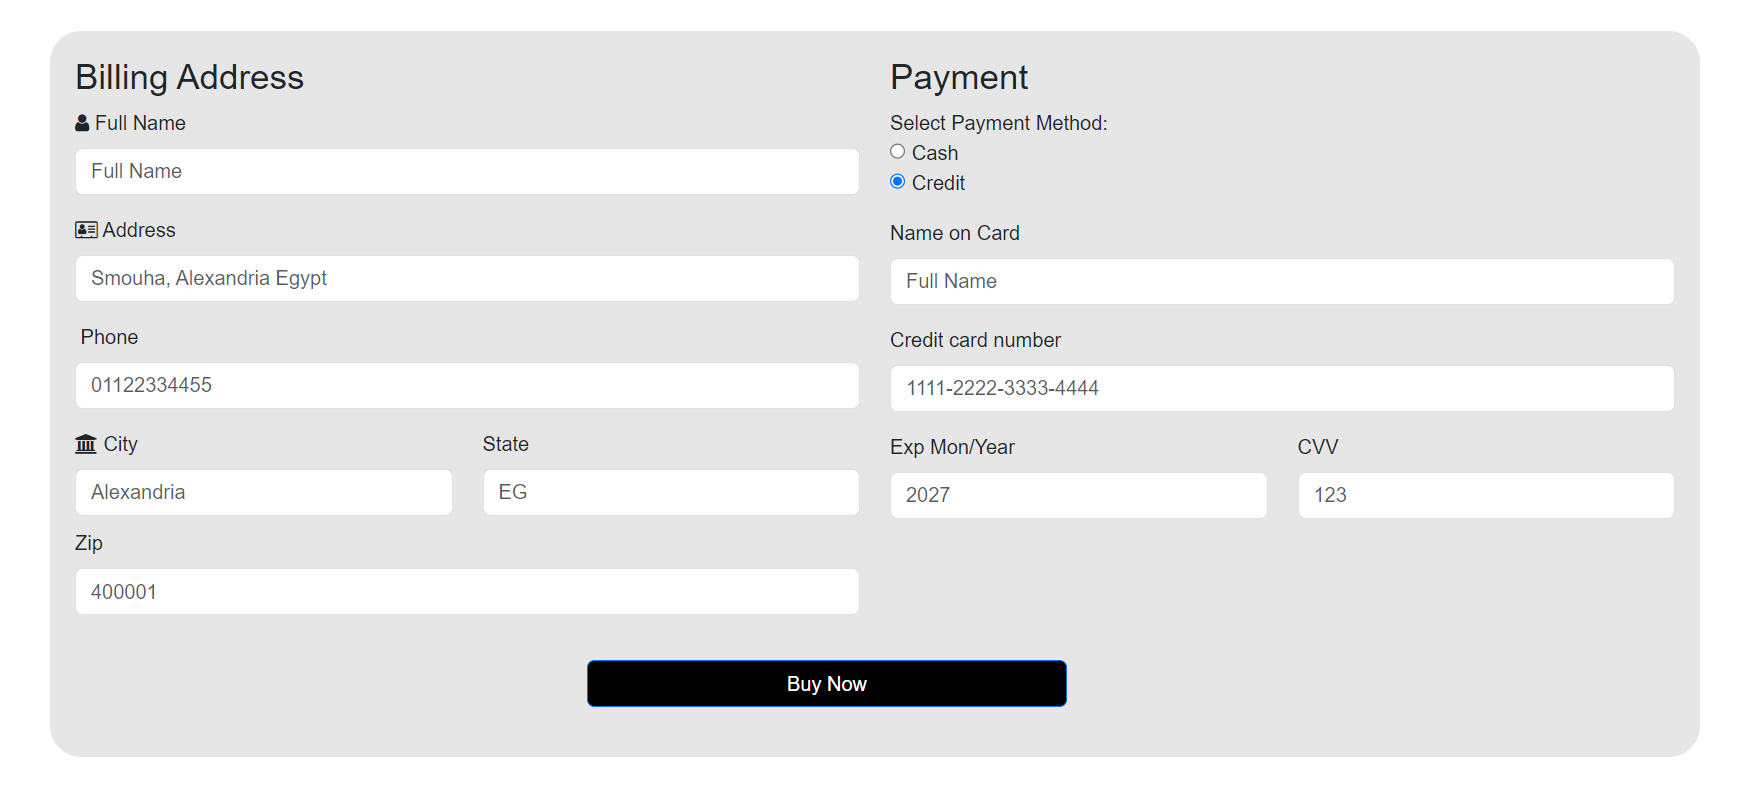 Billing Address
Full Name
Full Name
Address
Smouha, Alexandria Egypt
Phone
01122334455
City State
Alexandria EG
Zip
400001
Payment
Select Payment Method:
Cash
Credit
Name on Card
Full Name
Credit card number
1111-2222-3333-4444
Exp Mon/Year CVV
2027 123
Buy Now